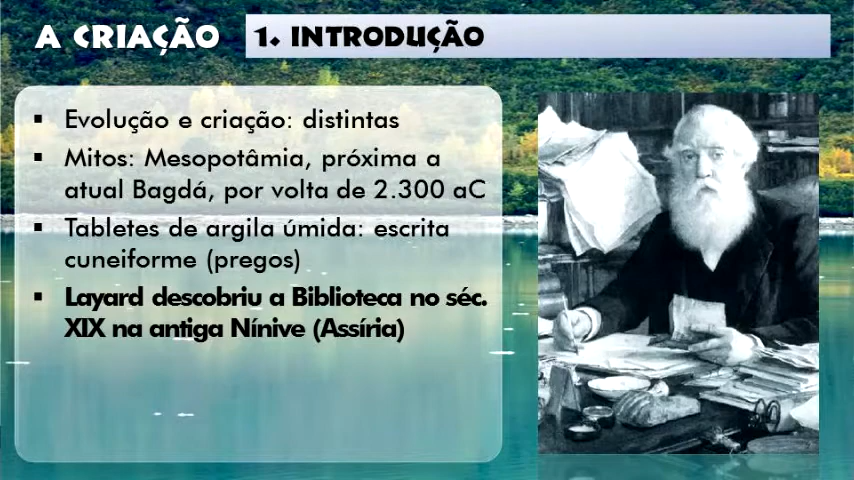 A CRIAÇÃO
1. INTRODUÇÃO
▪ Evolução e criação: distintas
▪ Mitos: Mesopotâmia, próxima a
atual Bagdá, por volta de 2.300 aC
▪ Tabletes de argila úmida: escrita
cuneiforme (pregos)
▪ Layard descobriu a Biblioteca no séc.
XIX na antiga Nínive (Assíria)